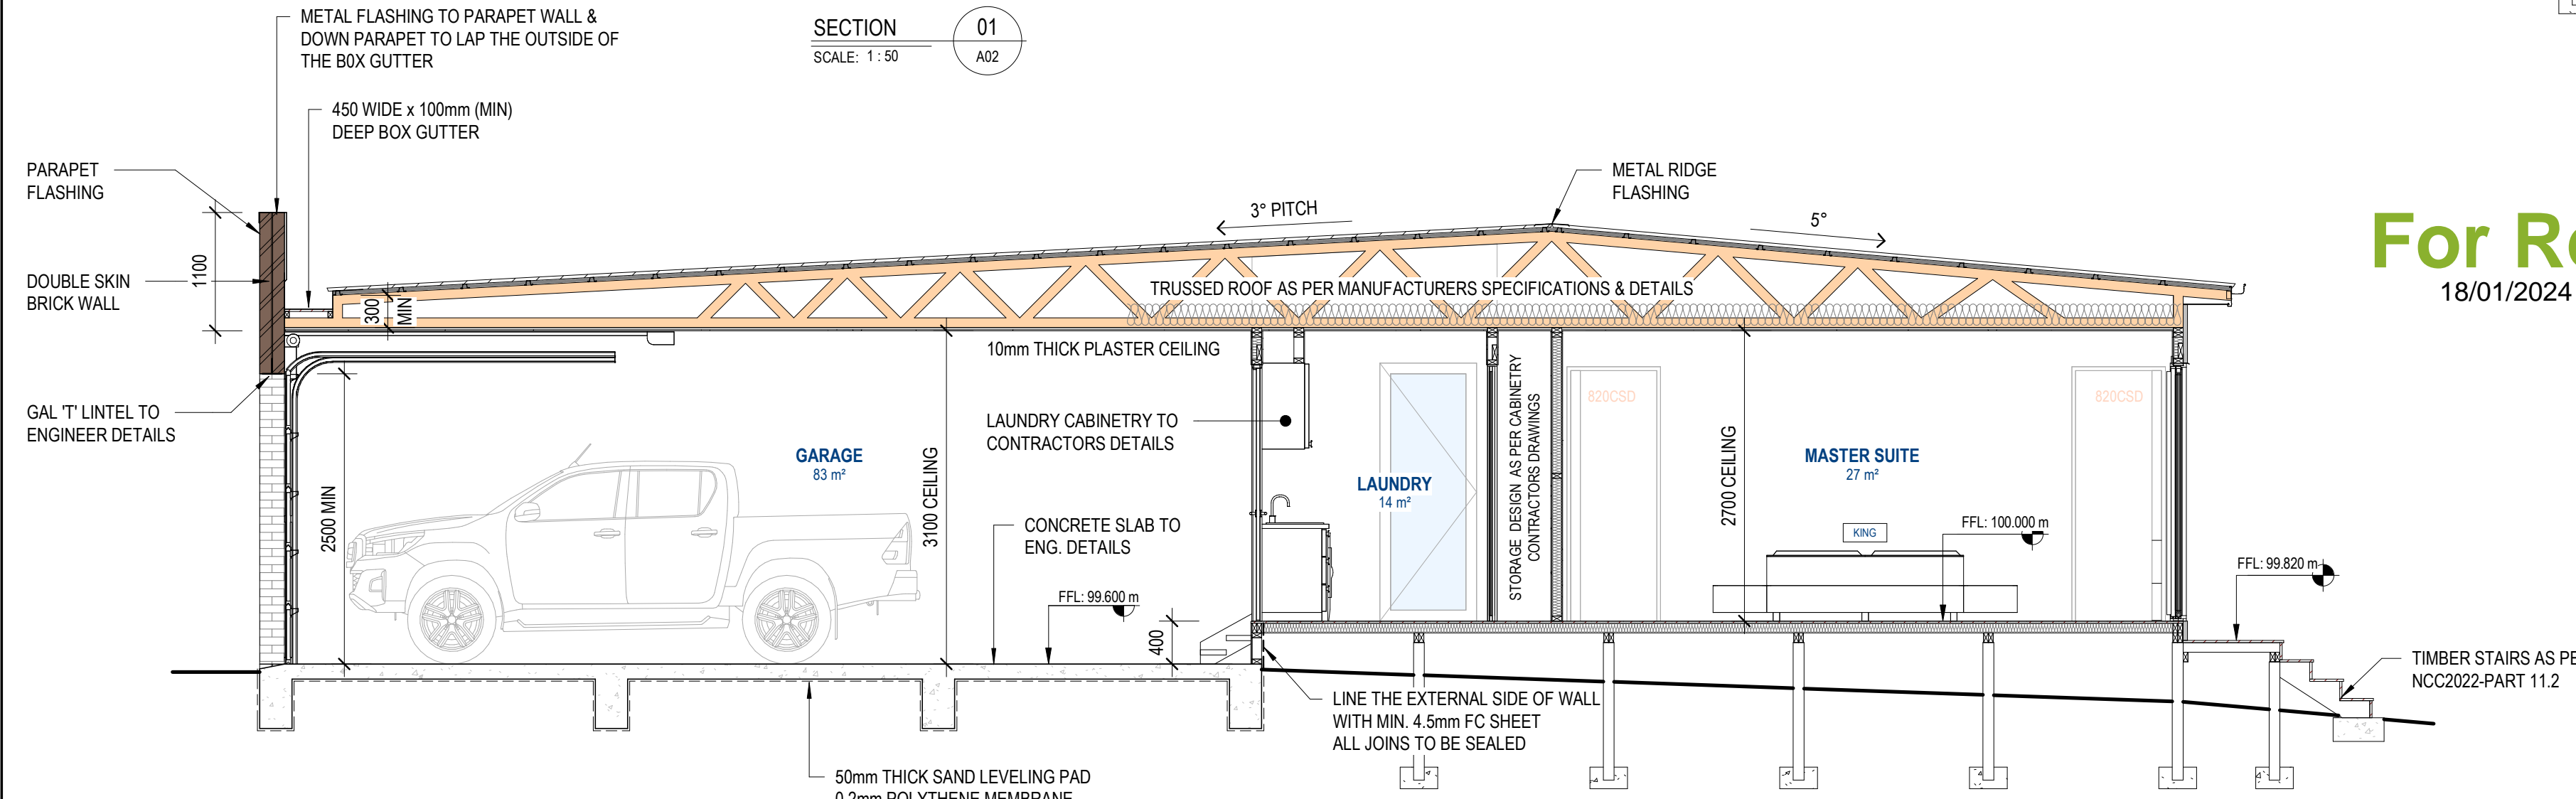 METAL FLASHING TO PARAPET WALL &
DOWN PARAPET TO LAP THE OUTSIDE OF
THE B0X GUTTER
SECTION
SCALE: 1 : 50
01
A02
450 WIDE x 100mm (MIN)
DEEP BOX GUTTER
PARAPET
FLASHING
METAL RIDGE
FLASHING
3° PITCH
5°
For Re
18/01/2024
1100
DOUBLE SKIN
BRICK WALL
300
MIN
TRUSSED ROOF AS PER MANUFACTURERS SPECIFICATIONS & DETAILS
10mm THICK PLASTER CEILING
GAL 'T' LINTEL TO
ENGINEER DETAILS
LAUNDRY CABINETRY TO
CONTRACTORS DETAILS
STORAGE DESIGN AS PER CABINETRY
CONTRACTORS DRAWINGS
820CSD
820CSD
GARAGE
83 m²
3100 CEILING
2500 MIN
LAUNDRY
14 m²
2700 CEILING
MASTER SUITE
27 m²
KING
FFL: 100.000 m
CONCRETE SLAB TO
ENG. DETAILS
FFL: 99.600 m
400
FFL: 99.820 m
TIMBER STAIRS AS PE
NCC2022-PART 11.2
LINE THE EXTERNAL SIDE OF WALL
WITH MIN. 4.5mm FC SHEET
ALL JOINS TO BE SEALED
50mm THICK SAND LEVELING PAD
0.2mm POLYTHENE MEMBRANE